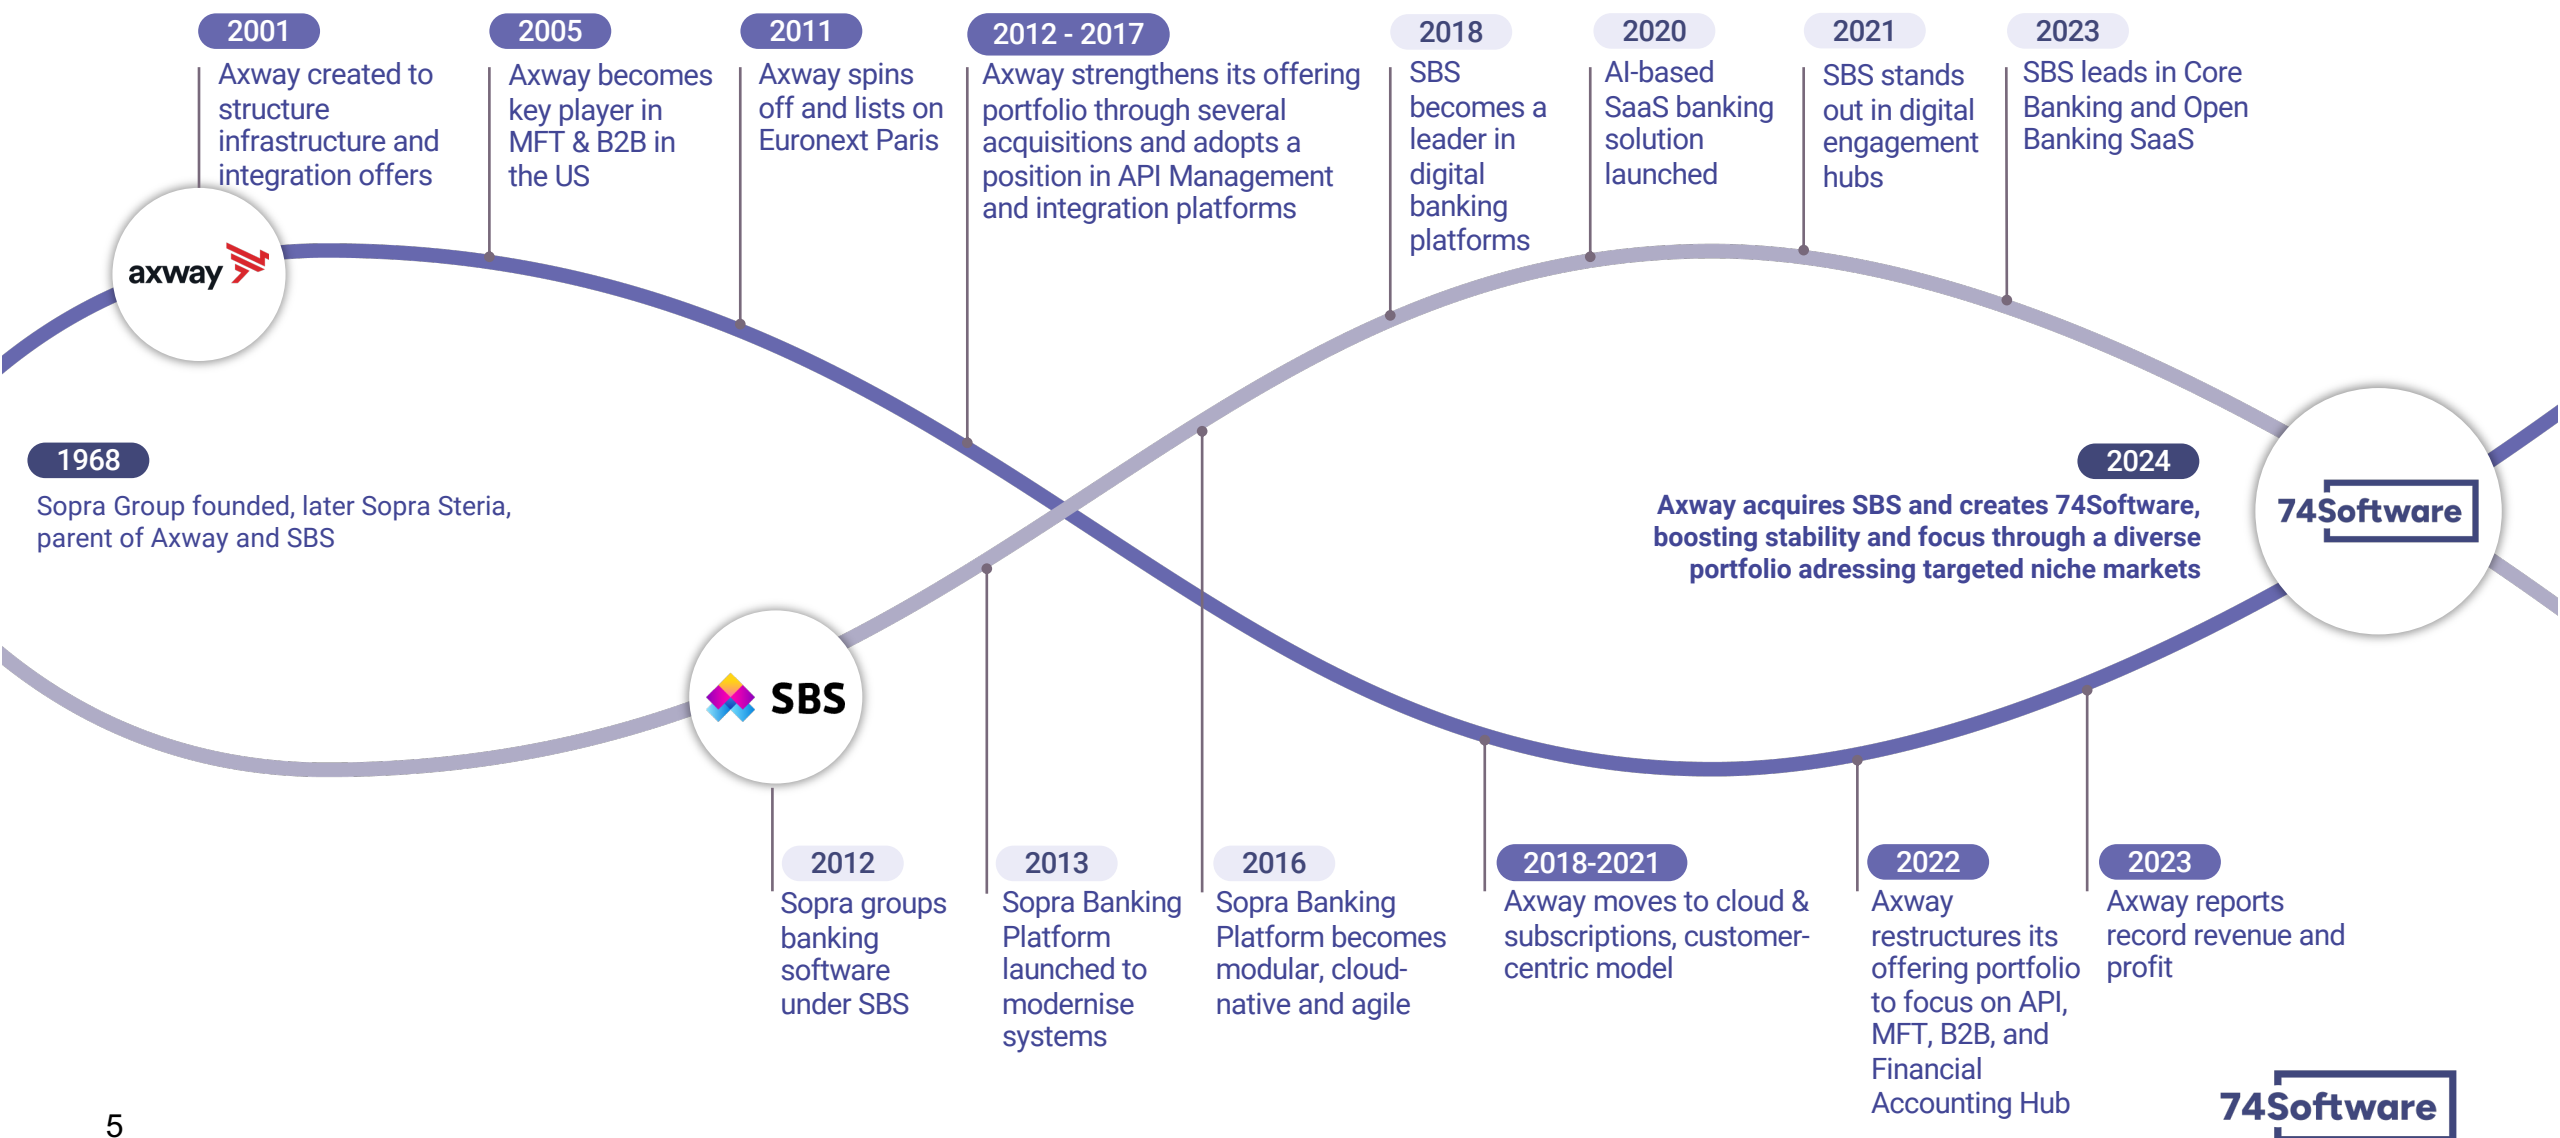 2001
Axway created to
structure
infrastructure and
integration offers
2005
Axway becomes
key player in
MFT & B2B in
the US
2011
Axway spins
off and lists on
Euronext Paris
2012 - 2017
Axway strengthens its offering
portfolio through several
acquisitions and adopts a
position in API Management
and integration platforms
2018
SBS
becomes a
leader in
digital
banking
platforms
2020
AI-based
SaaS banking
solution
launched
2021
SBS stands
out in digital
engagement
hubs
2023
SBS leads in Core
Banking and Open
Banking SaaS
axway
1968
Sopra Group founded, later Sopra Steria,
parent of Axway and SBS
2024
Axway acquires SBS and creates 74Software,
boosting stability and focus through a diverse
portfolio adressing targeted niche markets
74Software
SBS
2012
Sopra groups
banking
software
under SBS
2013
Sopra Banking
Platform
launched to
modernise
systems
2016
Sopra Banking
Platform becomes
modular, cloud-
native and agile
2018-2021
Axway moves to cloud &
subscriptions, customer-
centric model
2022
Axway
restructures its
offering portfolio
to focus on API,
MFT, B2B, and
Financial
Accounting Hub
2023
Axway reports
record revenue and
profit
5
74Software